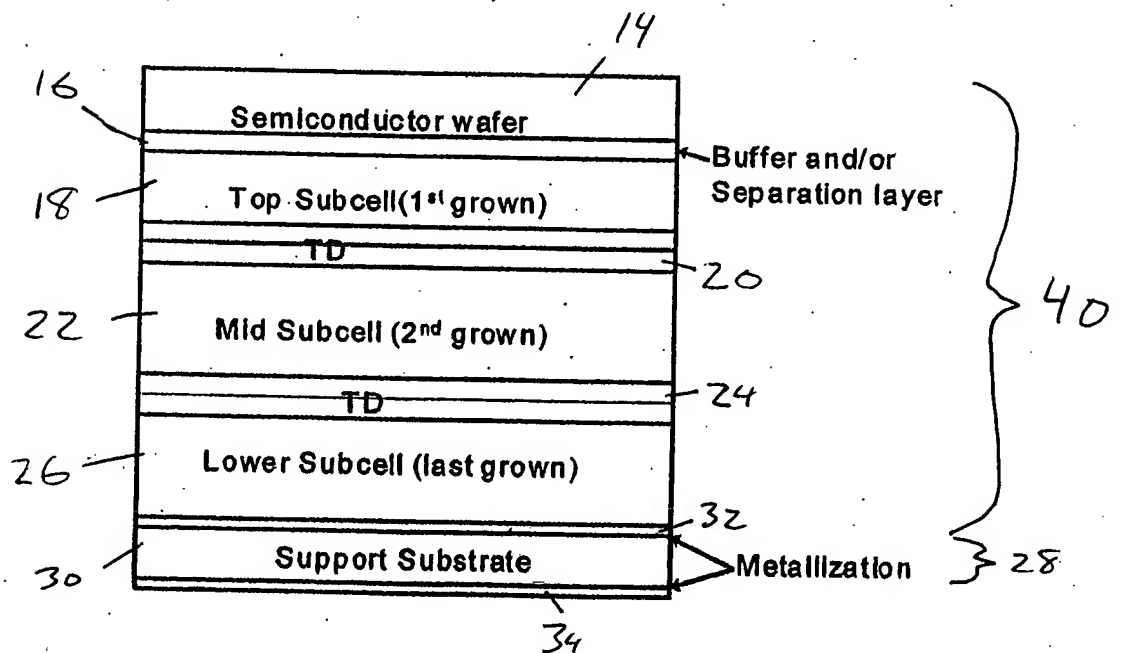 14
16
Semiconductor wafer
Buffer and/or
Separation layer
18
Top Subcell(1st grown)
TD
20
40
22
Mid Subcell (2nd grown)
24
TD
26
Lower Subcell (last grown)
32
30
Support Substrate
Metallization
28
34